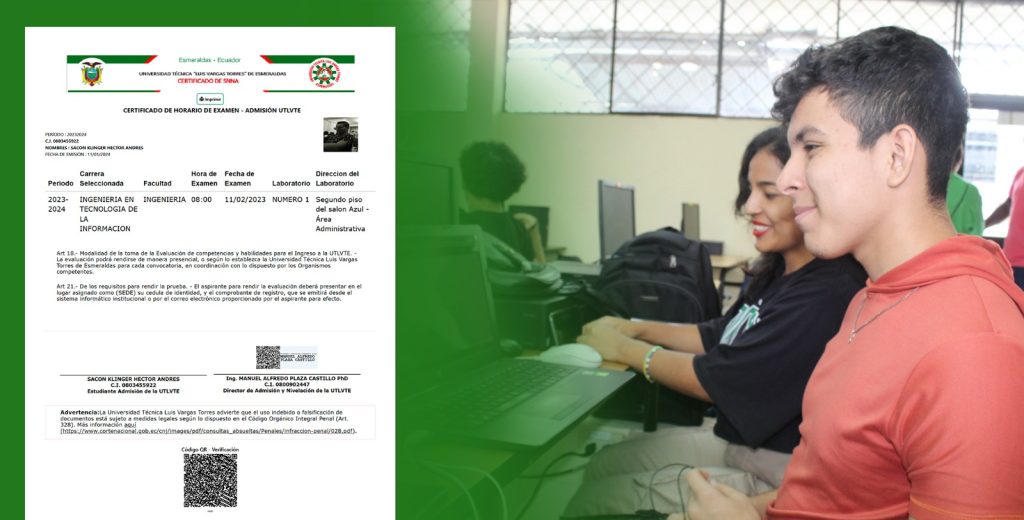 Esmeraldas - Ecuador
UNIVERSIDAD TÉCNICA "LUIS VARGAS TORRES" DE ESMERALDAS
CERTIFICADO DE SNNA
Imprimir
CERTIFICADO DE HORARIO DE EXAMEN - ADMISIÓN UTLVTE
PERÍODO : 20232024
C.I. 0803455922
NOMBRES : SACON KLINGER HECTOR ANDRES
FECHA DE EMISIÓN : 11/01/2024
Periodo Carrera Seleccionada Facultad Hora de Examen Fecha de Examen Laboratorio Direccion del Laboratorio
2023-2024 INGENIERIA EN TECNOLOGIA DE LA INFORMACION INGENIERIA 08:00 11/02/2023 NUMERO 1 Segundo piso del salon Azul - Área Administrativa
Art 18.- Modalidad de la toma de la Evaluación de competencias y habilidades para el Ingreso a la UTLVTE. -
La evaluación podrá rendirse de manera presencial, o según lo establezca la Universidad Técnica Luis Vargas
Torres de Esmeraldas para cada convocatoria, en coordinación con lo dispuesto por los Organismos
competentes.
Art 21.- De los requisitos para rendir la prueba. - El aspirante para rendir la evaluación deberá presentar en el
lugar asignado como (SEDE) su cedula de identidad, y el comprobante de registro, que se emitirá desde el
sistema informático institucional o por el correo electrónico proporcionado por el aspirante para efecto.
MANUEL ALFREDO
PLAZA CASTILLO
SACON KLINGER HECTOR ANDRES
C.I. 0803455922
Estudiante Admisión de la UTLVTE
Ing. MANUEL ALFREDO PLAZA CASTILLO PhD
C.I. 0800902447
Director de Admisión y Nivelación de la UTLVTE
Advertencia:La Universidad Técnica Luis Vargas Torres advierte que el uso indebido o falsificación de
documentos está sujeto a medidas legales según lo dispuesto en el Código Orgánico Integral Penal (Art.
328). Más información aquí
(https://www.cortenacional.gob.ec/cnj/images/pdf/consultas_absueltas/Penales/infraccion-penal/028.pdf).
Código QR - Verificación